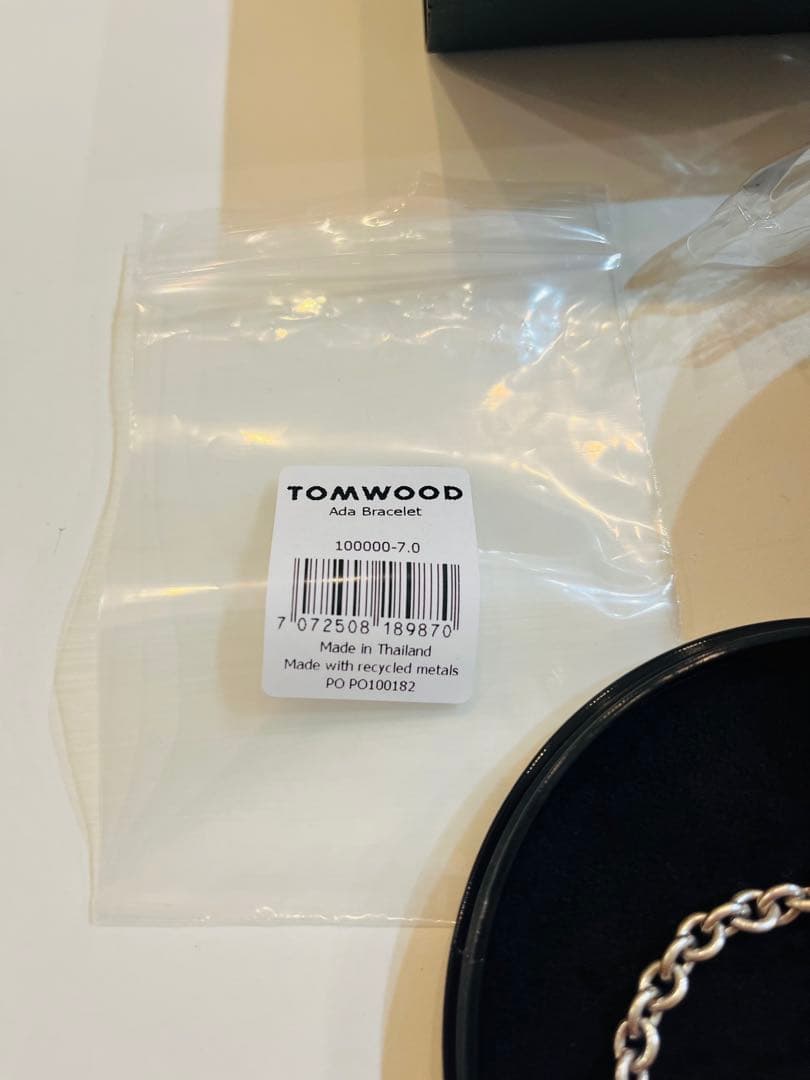 TOMWOOD
Ada Bracelet
100000-7.0
7 072508 189870
Made in Thailand
Made with recycled metals
PO PO100182